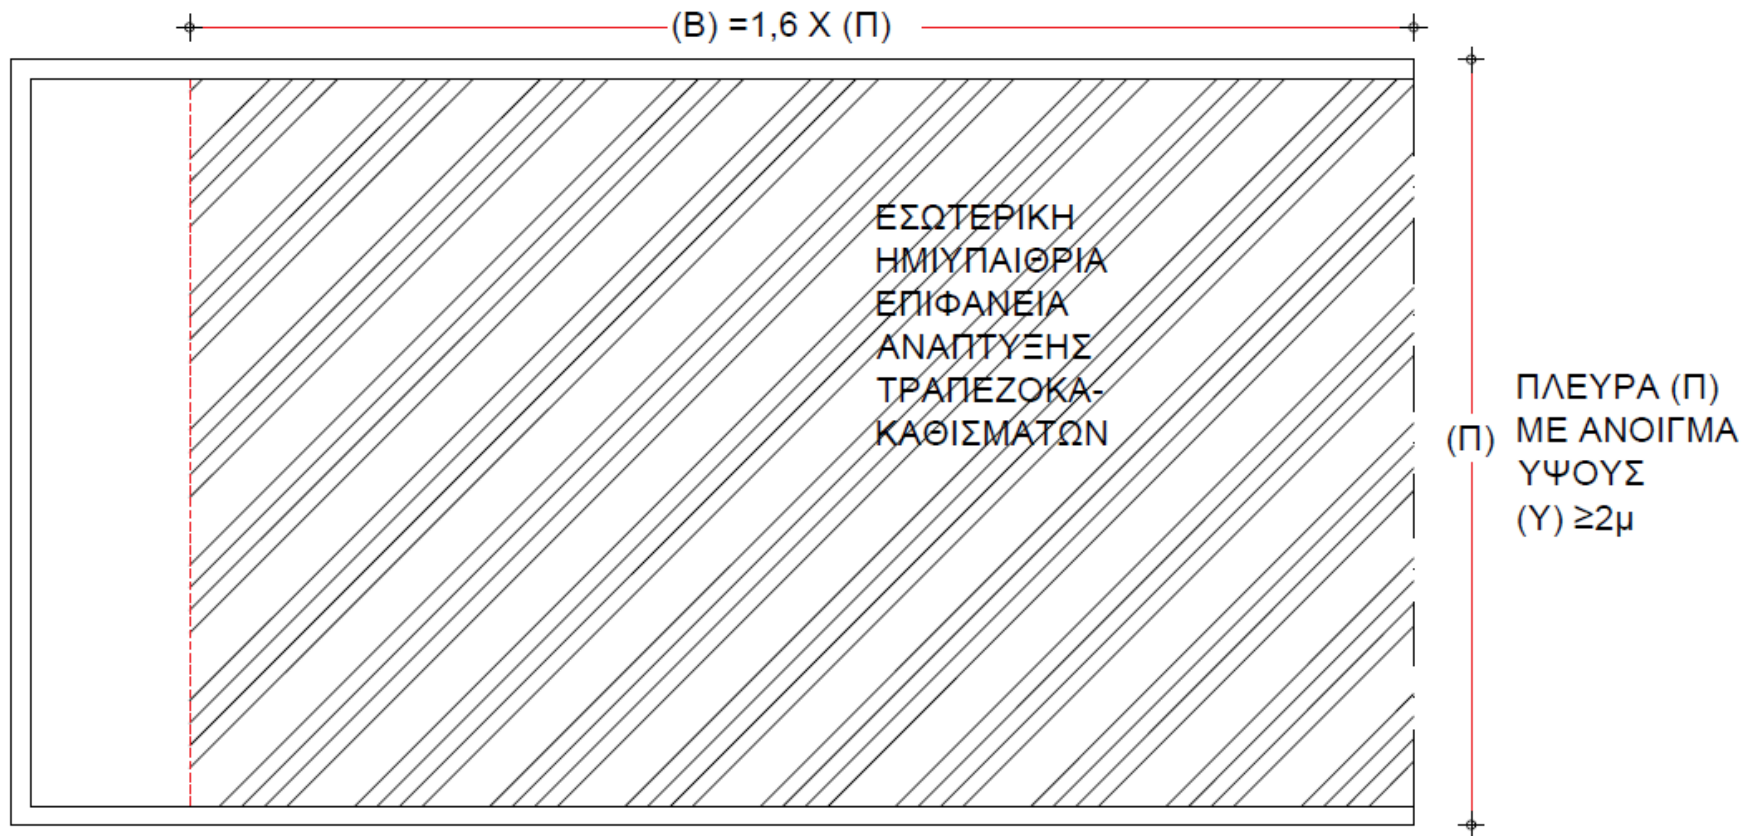 (Β) =1,6 Χ (Π)
ΕΣΩΤΕΡΙΚΗ
ΗΜΙΥΠΑΙΘΡΙΑ
ΕΠΙΦΑΝΕΙΑ
ΑΝΑΠΤΥΞΗΣ
ΤΡΑΠΕΖΟΚΑ-
ΚΑΘΙΣΜΑΤΩΝ
(Π)
ΠΛΕΥΡΑ (Π)
ΜΕ ΑΝΟΙΓΜΑ
ΥΨΟΥΣ
(Υ) ≥2μ